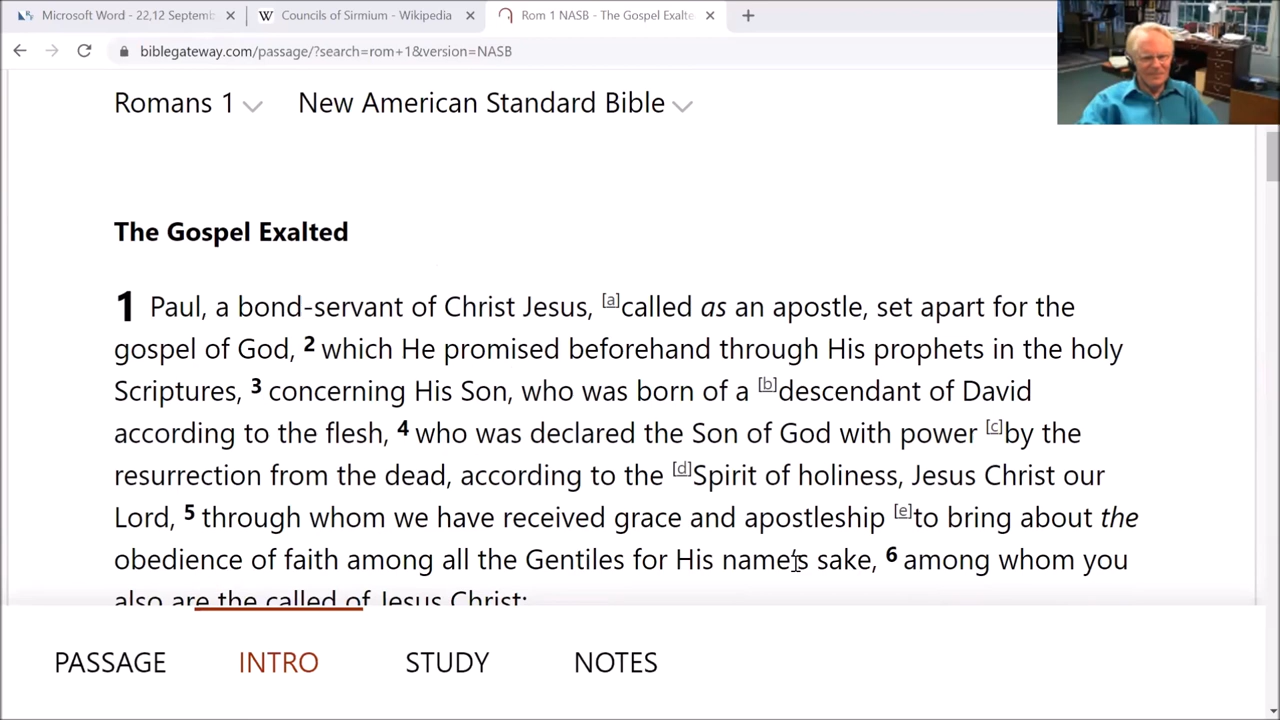 Microsoft Word - 22,12 Septemb
Councils of Sirmium - Wikipedia
Rom 1 NASB - The Gospel Exalte
biblegateway.com/passage/?search=rom+1&version=NASB
Romans 1 New American Standard Bible
The Gospel Exalted
1 Paul, a bond-servant of Christ Jesus, [a]called as an apostle, set apart for the
gospel of God, 2 which He promised beforehand through His prophets in the holy
Scriptures, 3 concerning His Son, who was born of a [b]descendant of David
according to the flesh, 4 who was declared the Son of God with power [c]by the
resurrection from the dead, according to the [d]Spirit of holiness, Jesus Christ our
Lord, 5 through whom we have received grace and apostleship [e]to bring about the
obedience of faith among all the Gentiles for His name's sake, 6 among whom you
also are the called of Jesus Christ;
PASSAGE INTRO STUDY NOTES